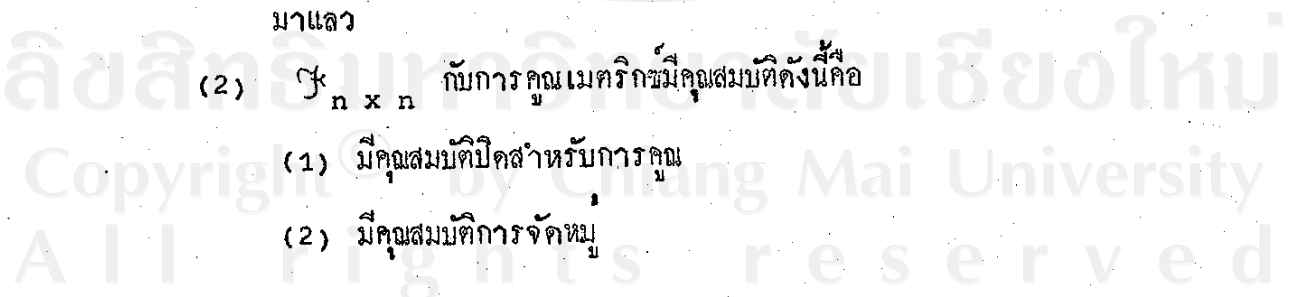 มาแลว
(2) ℱ n x n กับการคูณเมตริกซ์มีคุณสมบัติดังนี้คือ
(1) มีคุณสมบัติปิดสำหรับการคูณ
(2) มีคุณสมบัติการจัดหมู่
ลิขสิทธิ์มหาวิทยาลัยเชียงใหม่
Copyright© by Chiang Mai University
All rights reserved